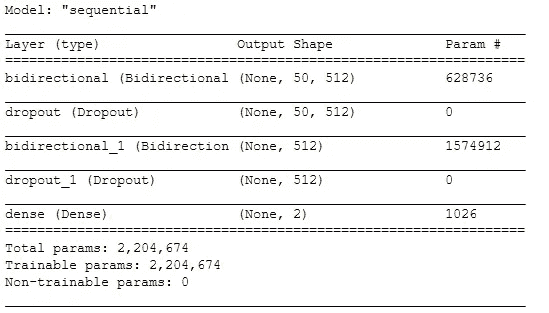 Model: "sequential"
Layer (type) Output Shape Param #
bidirectional (Bidirectional (None, 50, 512) 628736
dropout (Dropout) (None, 50, 512) 0
bidirectional_1 (Bidirection (None, 512) 1574912
dropout_1 (Dropout) (None, 512) 0
dense (Dense) (None, 2) 1026
Total params: 2,204,674
Trainable params: 2,204,674
Non-trainable params: 0